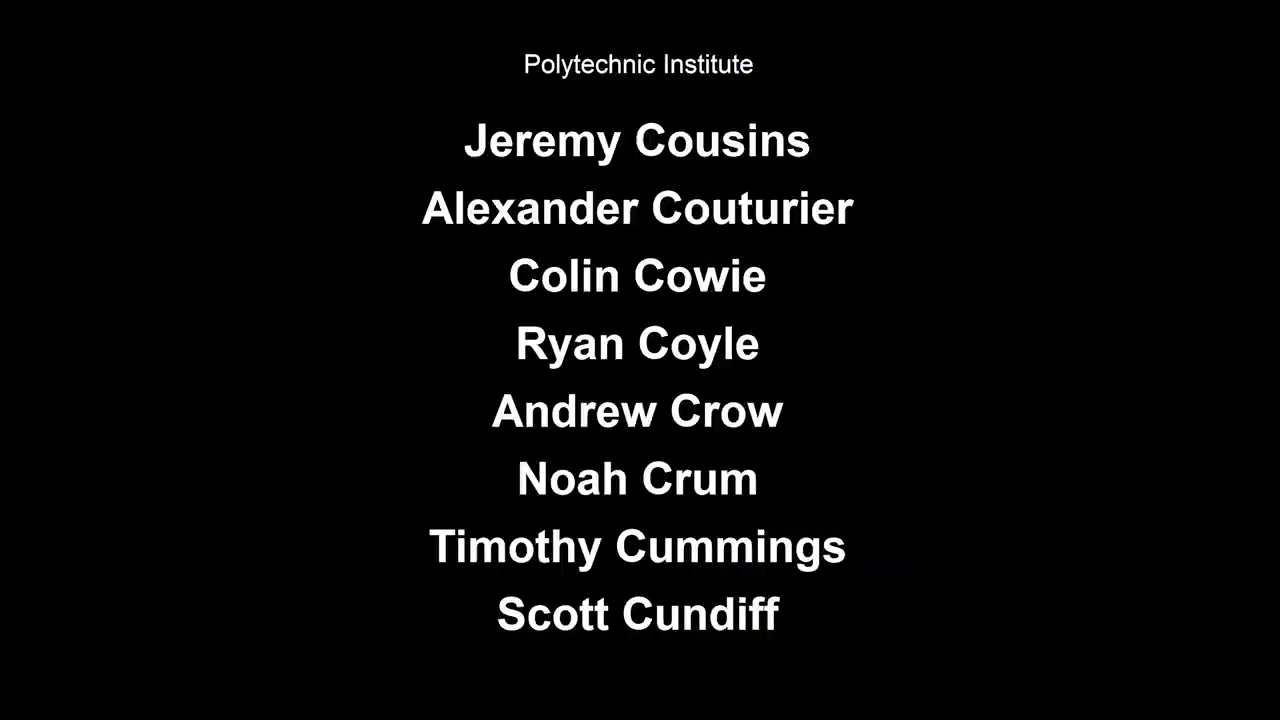 Polytechnic Institute
Jeremy Cousins
Alexander Couturier
Colin Cowie
Ryan Coyle
Andrew Crow
Noah Crum
Timothy Cummings
Scott Cundiff